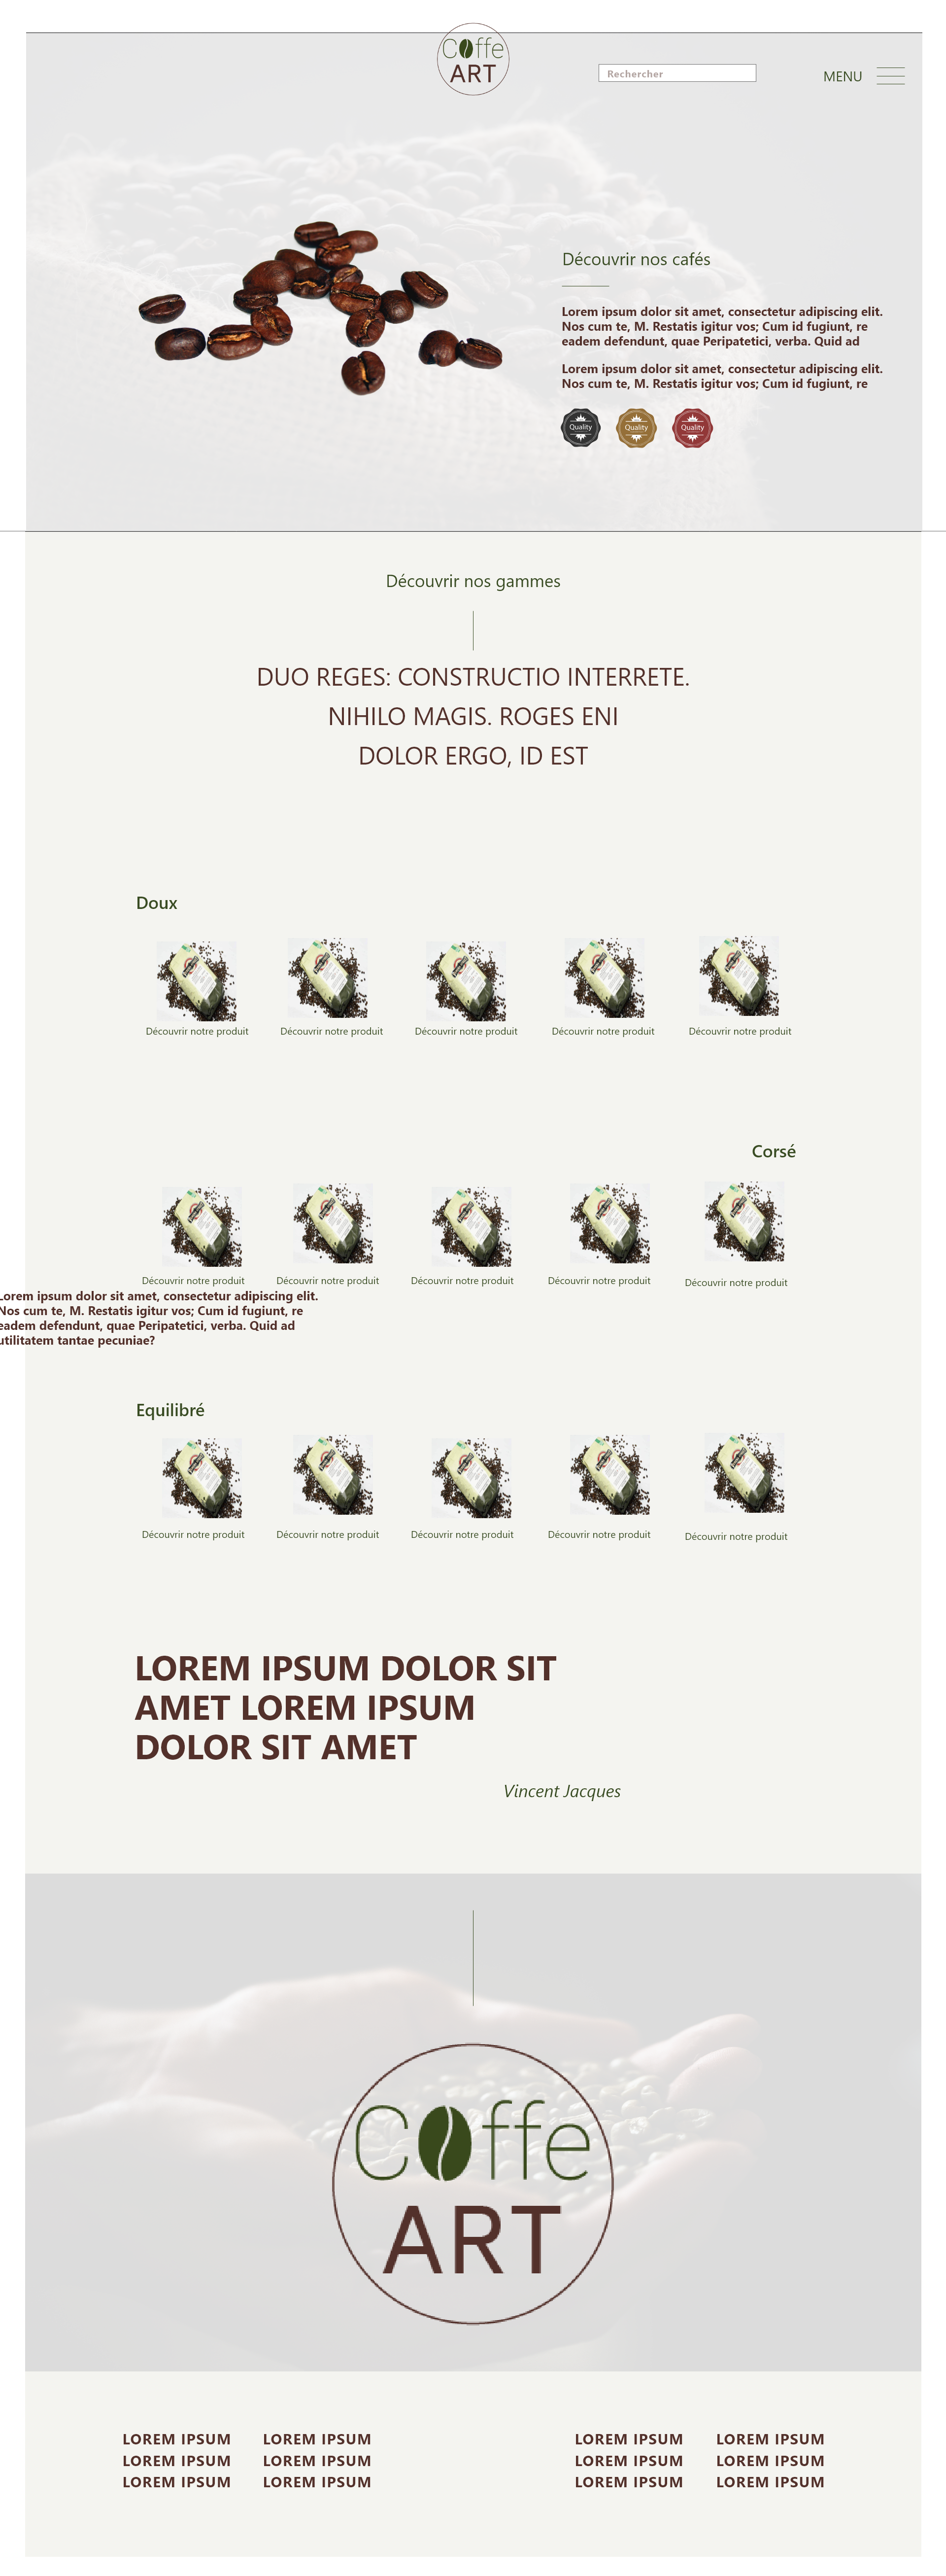 Coffe
ART
Rechercher
MENU
Découvrir nos cafés
Lorem ipsum dolor sit amet, consectetur adipiscing elit.
Nos cum te, M. Restatis igitur vos; Cum id fugiunt, re
eadem defendunt, quae Peripatetici, verba. Quid ad
Lorem ipsum dolor sit amet, consectetur adipiscing elit.
Nos cum te, M. Restatis igitur vos; Cum id fugiunt, re
Quality Quality Quality
Découvrir nos gammes
DUO REGES: CONSTRUCTIO INTERRETE.
NIHILO MAGIS. ROGES ENI
DOLOR ERGO, ID EST
Doux
Découvrir notre produit Découvrir notre produit Découvrir notre produit Découvrir notre produit Découvrir notre produit
Corsé
Découvrir notre produit Découvrir notre produit Découvrir notre produit Découvrir notre produit Découvrir notre produit
Lorem ipsum dolor sit amet, consectetur adipiscing elit.
Nos cum te, M. Restatis igitur vos; Cum id fugiunt, re
eadem defendunt, quae Peripatetici, verba. Quid ad
utilitatem tantae pecuniae?
Equilibré
Découvrir notre produit Découvrir notre produit Découvrir notre produit Découvrir notre produit Découvrir notre produit
LOREM IPSUM DOLOR SIT
AMET LOREM IPSUM
DOLOR SIT AMET
Vincent Jacques
Coffe
ART
LOREM IPSUM LOREM IPSUM LOREM IPSUM LOREM IPSUM
LOREM IPSUM LOREM IPSUM LOREM IPSUM LOREM IPSUM
LOREM IPSUM LOREM IPSUM LOREM IPSUM LOREM IPSUM